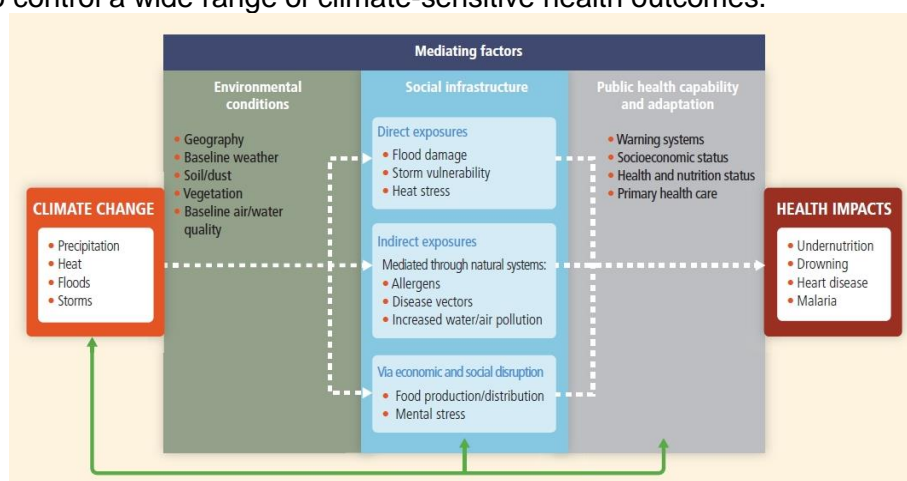 control a wide range of climate-sensitive health outcomes.
Mediating factors
Environmental
conditions
• Geography
• Baseline weather
• Soil/dust
• Vegetation
• Baseline air/water
quality
Social infrastructure
Direct exposures
• Flood damage
• Storm vulnerability
• Heat stress
Indirect exposures
Mediated through natural systems:
• Allergens
• Disease vectors
• Increased water/air pollution
Via economic and social disruption
• Food production/distribution
• Mental stress
Public health capability
and adaptation
• Warning systems
• Socioeconomic status
• Health and nutrition status
• Primary health care
CLIMATE CHANGE
• Precipitation
• Heat
• Floods
• Storms
HEALTH IMPACTS
• Undernutrition
• Drowning
• Heart disease
• Malaria